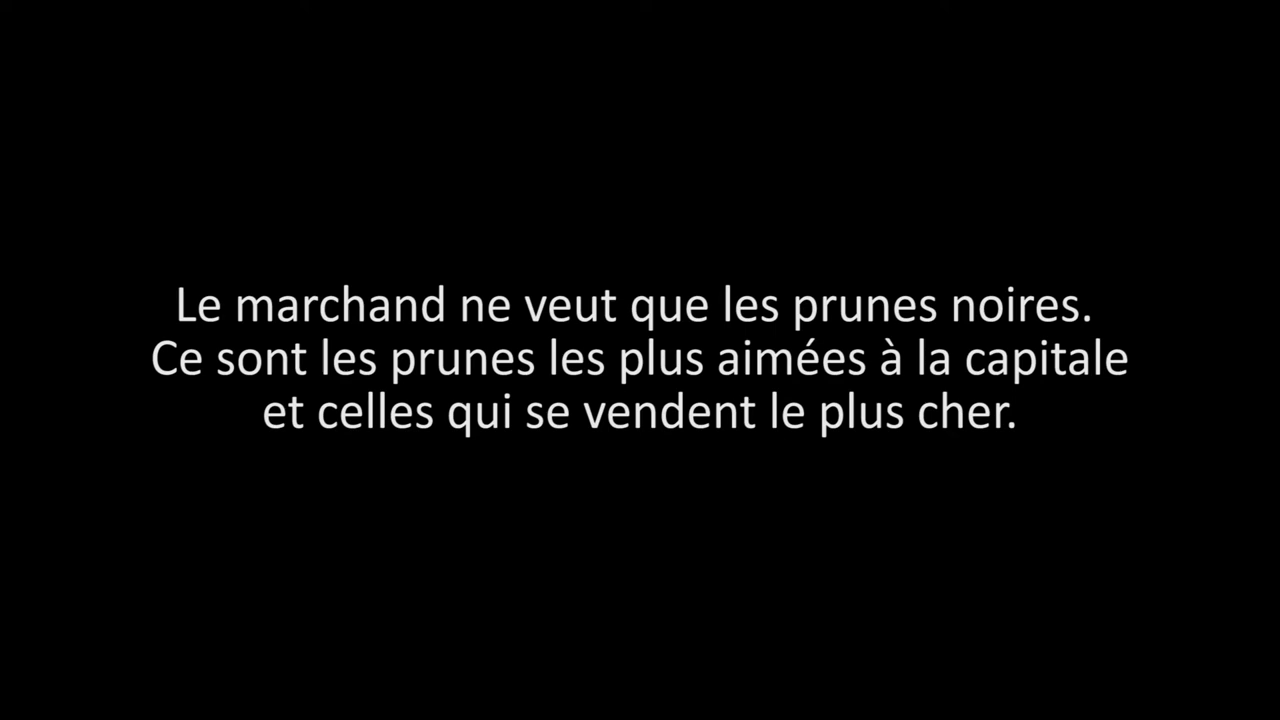 Le marchand ne veut que les prunes noires.
Ce sont les prunes les plus aimées à la capitale
et celles qui se vendent le plus cher.